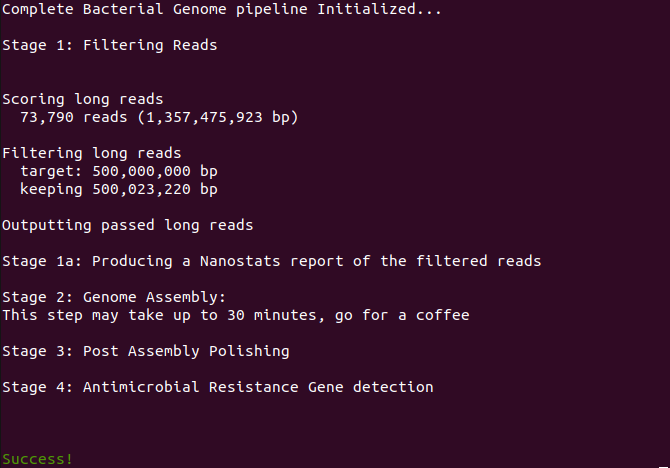 Complete Bacterial Genome pipeline Initialized...
Stage 1: Filtering Reads
Scoring long reads
73,790 reads (1,357,475,923 bp)
Filtering long reads
target: 500,000,000 bp
keeping 500,023,220 bp
Outputting passed long reads
Stage 1a: Producing a Nanostats report of the filtered reads
Stage 2: Genome Assembly:
This step may take up to 30 minutes, go for a coffee
Stage 3: Post Assembly Polishing
Stage 4: Antimicrobial Resistance Gene detection
Success!